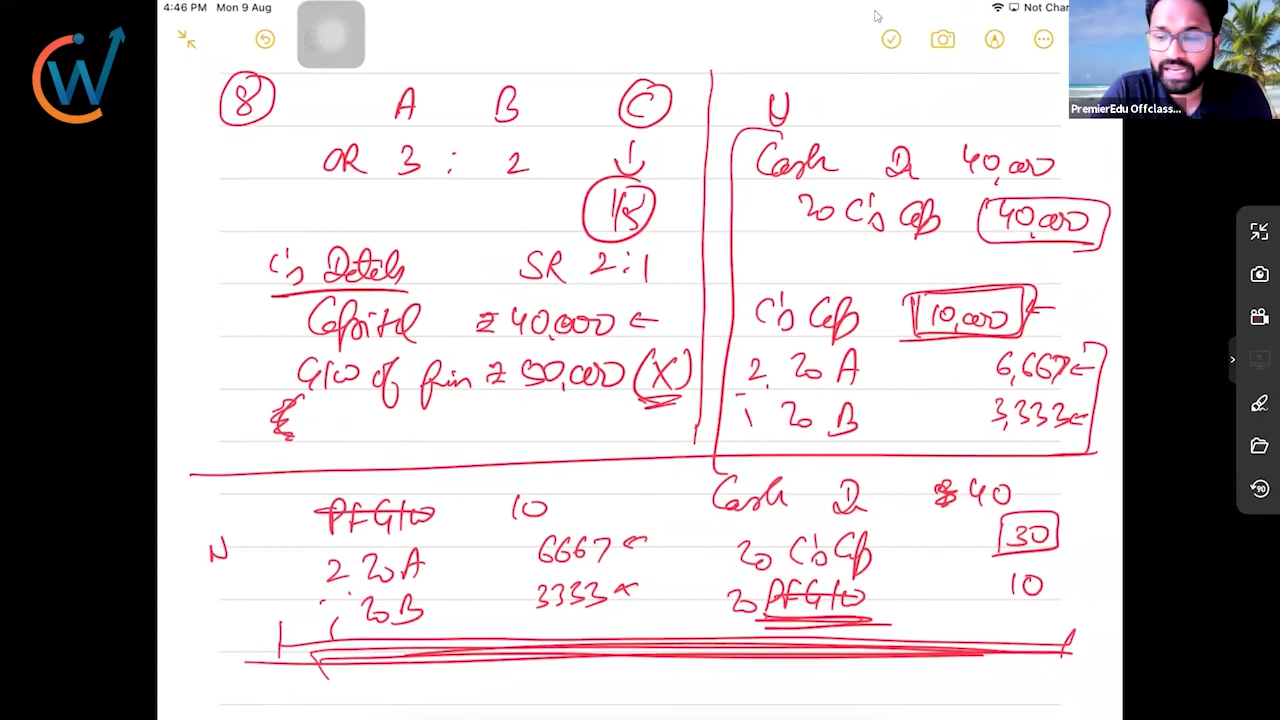 4:46 PM Mon 9 Aug
Not Char
CW
PremierEdu Offclass...
8 A B C
OR 3 : 2
1/5
C's Details SR 2:1
Capital ₹ 40,000
G/W of firm ₹ 50,000 (X)
U
Cash Dr 40,000
To C's Cap 40,000
C's Cap 10,000
2 To A 6,667
1 To B 3,333
N
PFG/W 10
2 To A 6667
1 To B 3333
Cash Dr 40
To C's Cap 30
To PFG/W 10
90